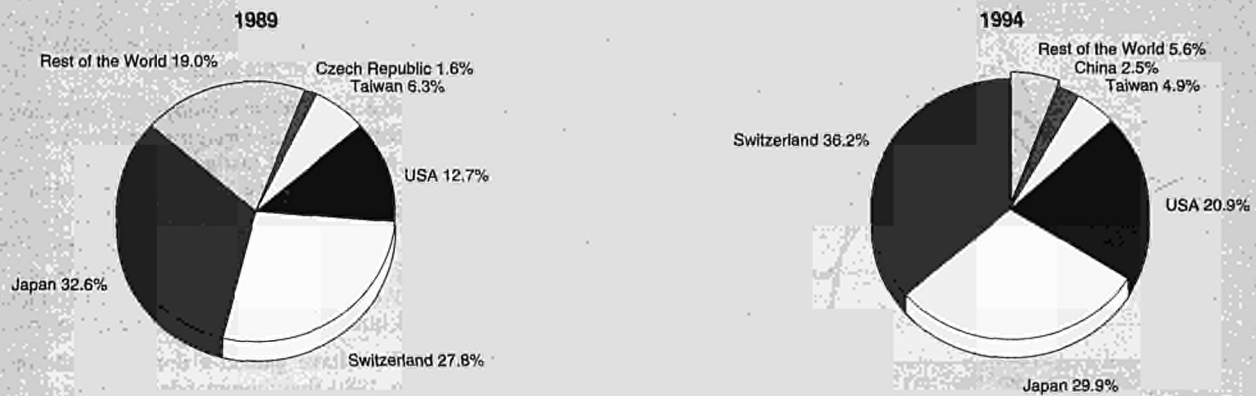 1989
Rest of the World 19.0%
Czech Republic 1.6%
Taiwan 6.3%
USA 12.7%
Japan 32.6%
Switzerland 27.8%
1994
Rest of the World 5.6%
China 2.5%
Taiwan 4.9%
Switzerland 36.2%
USA 20.9%
Japan 29.9%